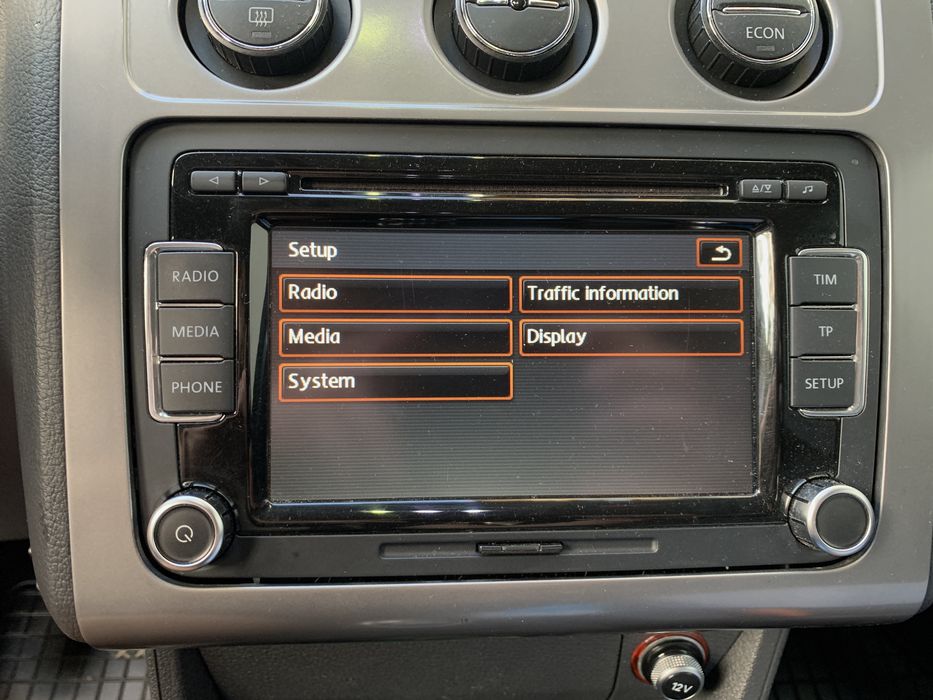 ECON
RADIO
MEDIA
PHONE
Setup
Radio
Traffic information
Media
Display
System
TIM
TP
SETUP
12V